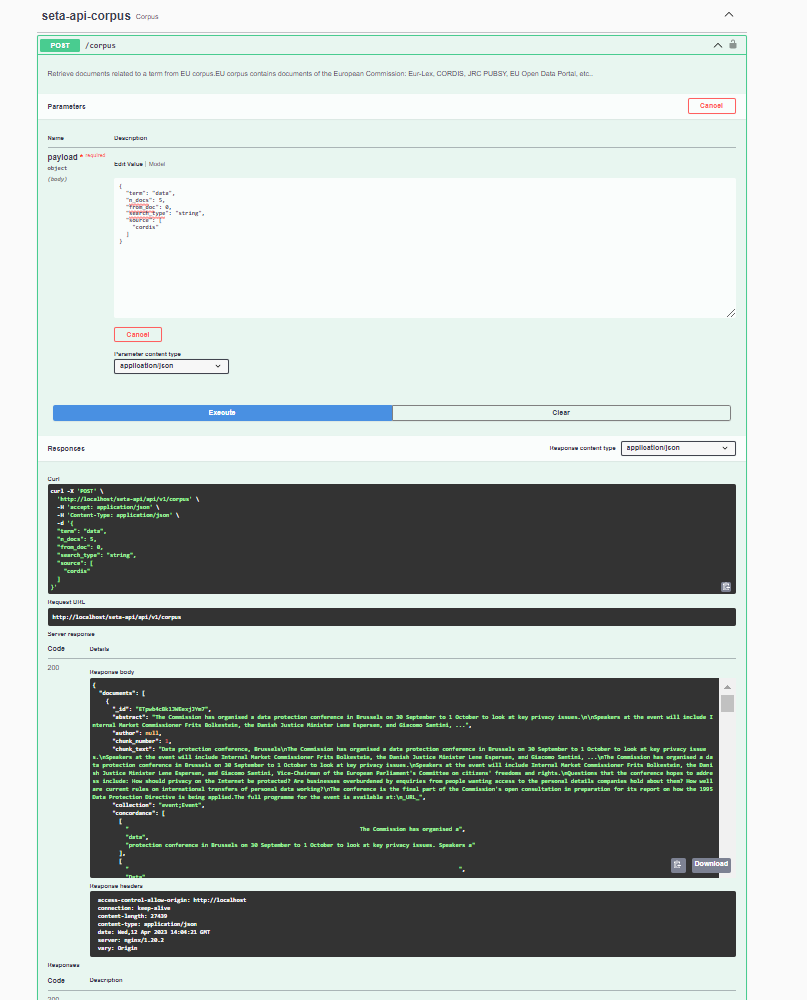 seta-api-corpus Corpus
POST /corpus
Retrieve documents related to a term from EU corpus.EU corpus contains documents of the European Commission: Eur-Lex, CORDIS, JRC PUBSY, EU Open Data Portal, etc..
Parameters
Cancel
Name Description
payload * required
object
(body)
Edit Value | Model
{
"term": "data",
"n_docs": 5,
"from_doc": 0,
"search_type": "string",
"source": [
"cordis"
]
}
Cancel
Parameter content type
application/json
Execute Clear
Responses Response content type application/json
Curl
curl -X 'POST' \
'http://localhost/seta-api/api/v1/corpus' \
-H 'accept: application/json' \
-H 'Content-Type: application/json' \
-d '{
"term": "data",
"n_docs": 5,
"from_doc": 0,
"search_type": "string",
"source": [
"cordis"
]
}'
Request URL
http://localhost/seta-api/api/v1/corpus
Server response
Code Details
200
Response body
{
"documents": [
{
"_id":
"abstract": "The Commission has organised a data protection conference in Brussels on 30 September to 1 October to look at key privacy issues.\n\nSpeakers at the event will include I
nternal Market Commissioner Frits Bolkestein, the Danish Justice Minister Lene Espersen, and Giacomo Santini, ...",
"author": null,
"chunk_number": 1,
"chunk_text": "Data protection conference, Brussels\nThe Commission has organised a data protection conference in Brussels on 30 September to 1 October to look at key privacy issue
s.\nSpeakers at the event will include Internal Market Commissioner Frits Bolkestein, the Danish Justice Minister Lene Espersen, and Giacomo Santini, ...\nThe Commission has organised a da
ta protection conference in Brussels on 30 September to 1 October to look at key privacy issues.\nSpeakers at the event will include Internal Market Commissioner Frits Bolkestein, the Dani
sh Justice Minister Lene Espersen, and Giacomo Santini, Vice-Chairman of the European Parliament's Committee on citizens' freedoms and rights.\nQuestions that the conference hopes to addre
ss include: How should privacy on the Internet be protected? Are businesses overburdened by enquiries from people wanting access to the personal details companies hold about them? How well
are current rules on international transfers of personal data working?\nThe conference is the final part of the Commission's open consultation in preparation for its report on how the 1995
Data Protection Directive is being applied.The full programme for the event is available at:\n_URL_",
"collection": "event;Event",
"concordance": [
[
" The Commission has organised a",
"data",
"protection conference in Brussels on 30 September to 1 October to look at key privacy issues. Speakers a"
],
[
" ",
"Data",
Download
Response headers
access-control-allow-origin: http://localhost
connection: keep-alive
content-length: 27439
content-type: application/json
date: Wed,12 Apr 2023 14:04:21 GMT
server: nginx/1.20.2
vary: Origin
Responses
Code Description
200